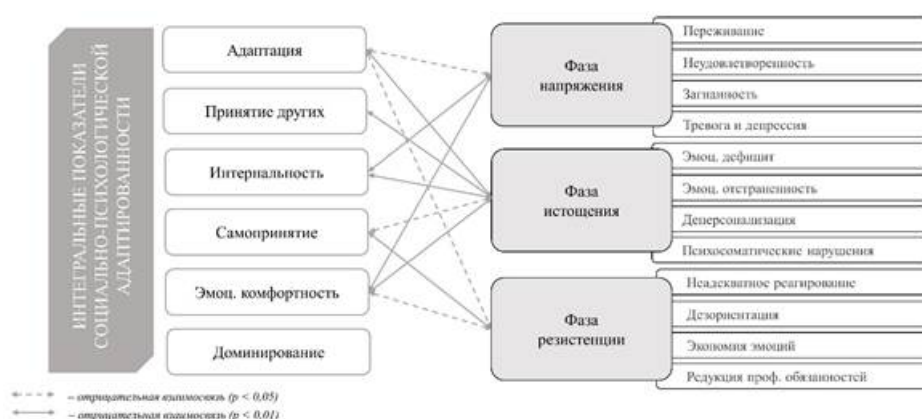 ИНТЕГРАЛЬНЫЕ ПОКАЗАТЕЛИ
СОЦИАЛЬНО-ПСИХОЛОГИЧЕСКОЙ
АДАПТИРОВАННОСТИ
Адаптация
Принятие других
Интернальность
Самопринятие
Эмоц. комфортность
Доминирование
Фаза
напряжения
Фаза
истощения
Фаза
резистенции
Переживание
Неудовлетворенность
Загнанность
Тревога и депрессия
Эмоц. дефицит
Эмоц. отстраненность
Деперсонализация
Психосоматические нарушения
Неадекватное реагирование
Дезориентация
Экономия эмоций
Редукция проф. обязанностей
– отрицательная взаимосвязь (p < 0,05)
– отрицательная взаимосвязь (p < 0,01)